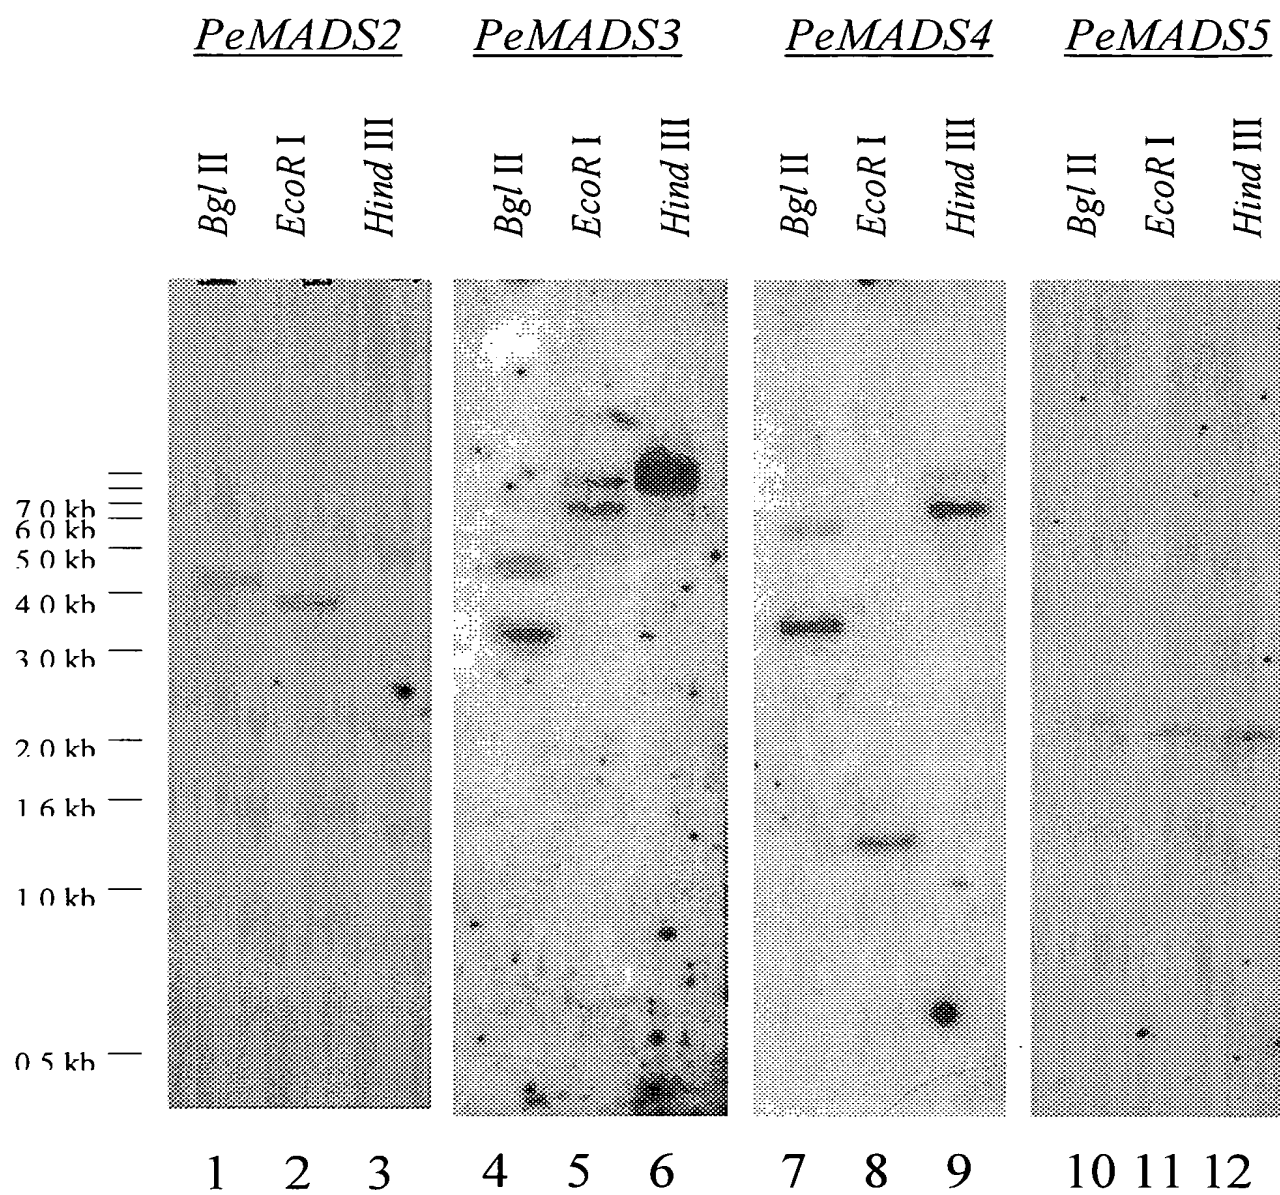 PeMADS2 PeMADS3 PeMADS4 PeMADS5
Bgl II EcoR I Hind III Bgl II EcoR I Hind III Bgl II EcoR I Hind III Bgl II EcoR I Hind III
7 0 kb
6 0 kb
5 0 kb
4 0 kb
3 0 kb
2 0 kb
1 6 kb
1 0 kb
0 5 kb
1 2 3 4 5 6 7 8 9 10 11 12